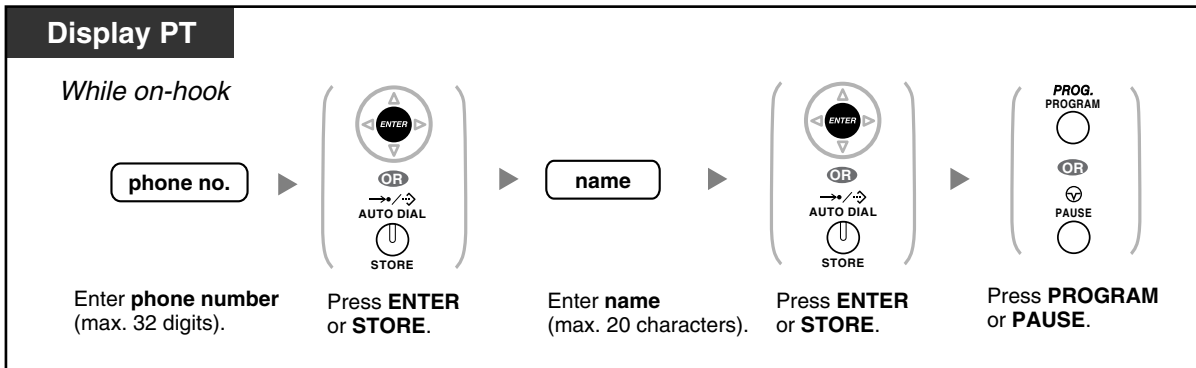 Display PT
While on-hook
phone no.
ENTER
OR
AUTO DIAL
STORE
name
ENTER
OR
AUTO DIAL
STORE
PROG.
PROGRAM
OR
PAUSE
Enter phone number
(max. 32 digits).
Press ENTER
or STORE.
Enter name
(max. 20 characters).
Press ENTER
or STORE.
Press PROGRAM
or PAUSE.